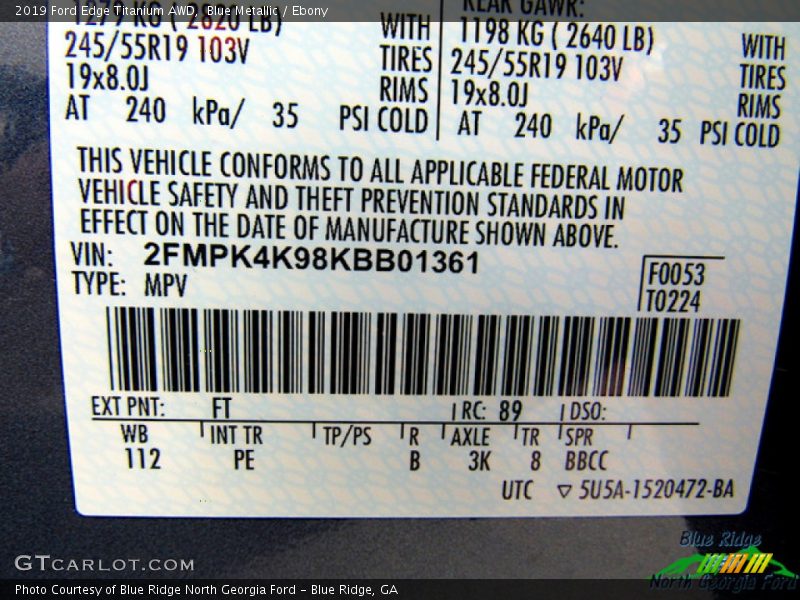 2019 Ford Edge Titanium AWD, Blue Metallic / Ebony
1279 KG ( 2820 LB) WITH
245/55R19 103V TIRES
19x8.0J RIMS
AT 240 kPa/ 35 PSI COLD
REAR GAWR:
1198 KG ( 2640 LB) WITH
245/55R19 103V TIRES
19x8.0J RIMS
AT 240 kPa/ 35 PSI COLD
THIS VEHICLE CONFORMS TO ALL APPLICABLE FEDERAL MOTOR
VEHICLE SAFETY AND THEFT PREVENTION STANDARDS IN
EFFECT ON THE DATE OF MANUFACTURE SHOWN ABOVE.
VIN: 2FMPK4K98KBB01361
TYPE: MPV
F0053
T0224
EXT PNT: FT RC: 89 DSO:
WB INT TR TP/PS R AXLE TR SPR
112 PE B 3K 8 BBCC
UTC ▽ 5U5A-1520472-BA
GTcarlot.com
Blue Ridge
North Georgia Ford
Photo Courtesy of Blue Ridge North Georgia Ford – Blue Ridge, GA